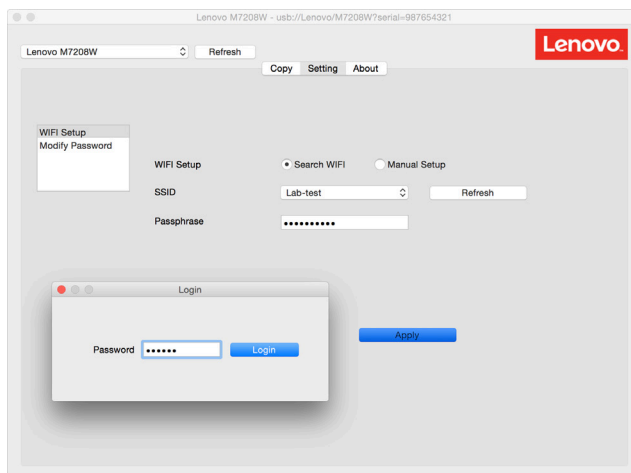 Lenovo M7208W - usb://Lenovo/M7208W?serial=987654321
Lenovo
Lenovo M7208W
Refresh
Copy Setting About
WIFI Setup
Modify Password
WIFI Setup
Search WIFI
Manual Setup
SSID
Lab-test
Refresh
Passphrase
••••••••••
Login
Password
••••••
Login
Apply